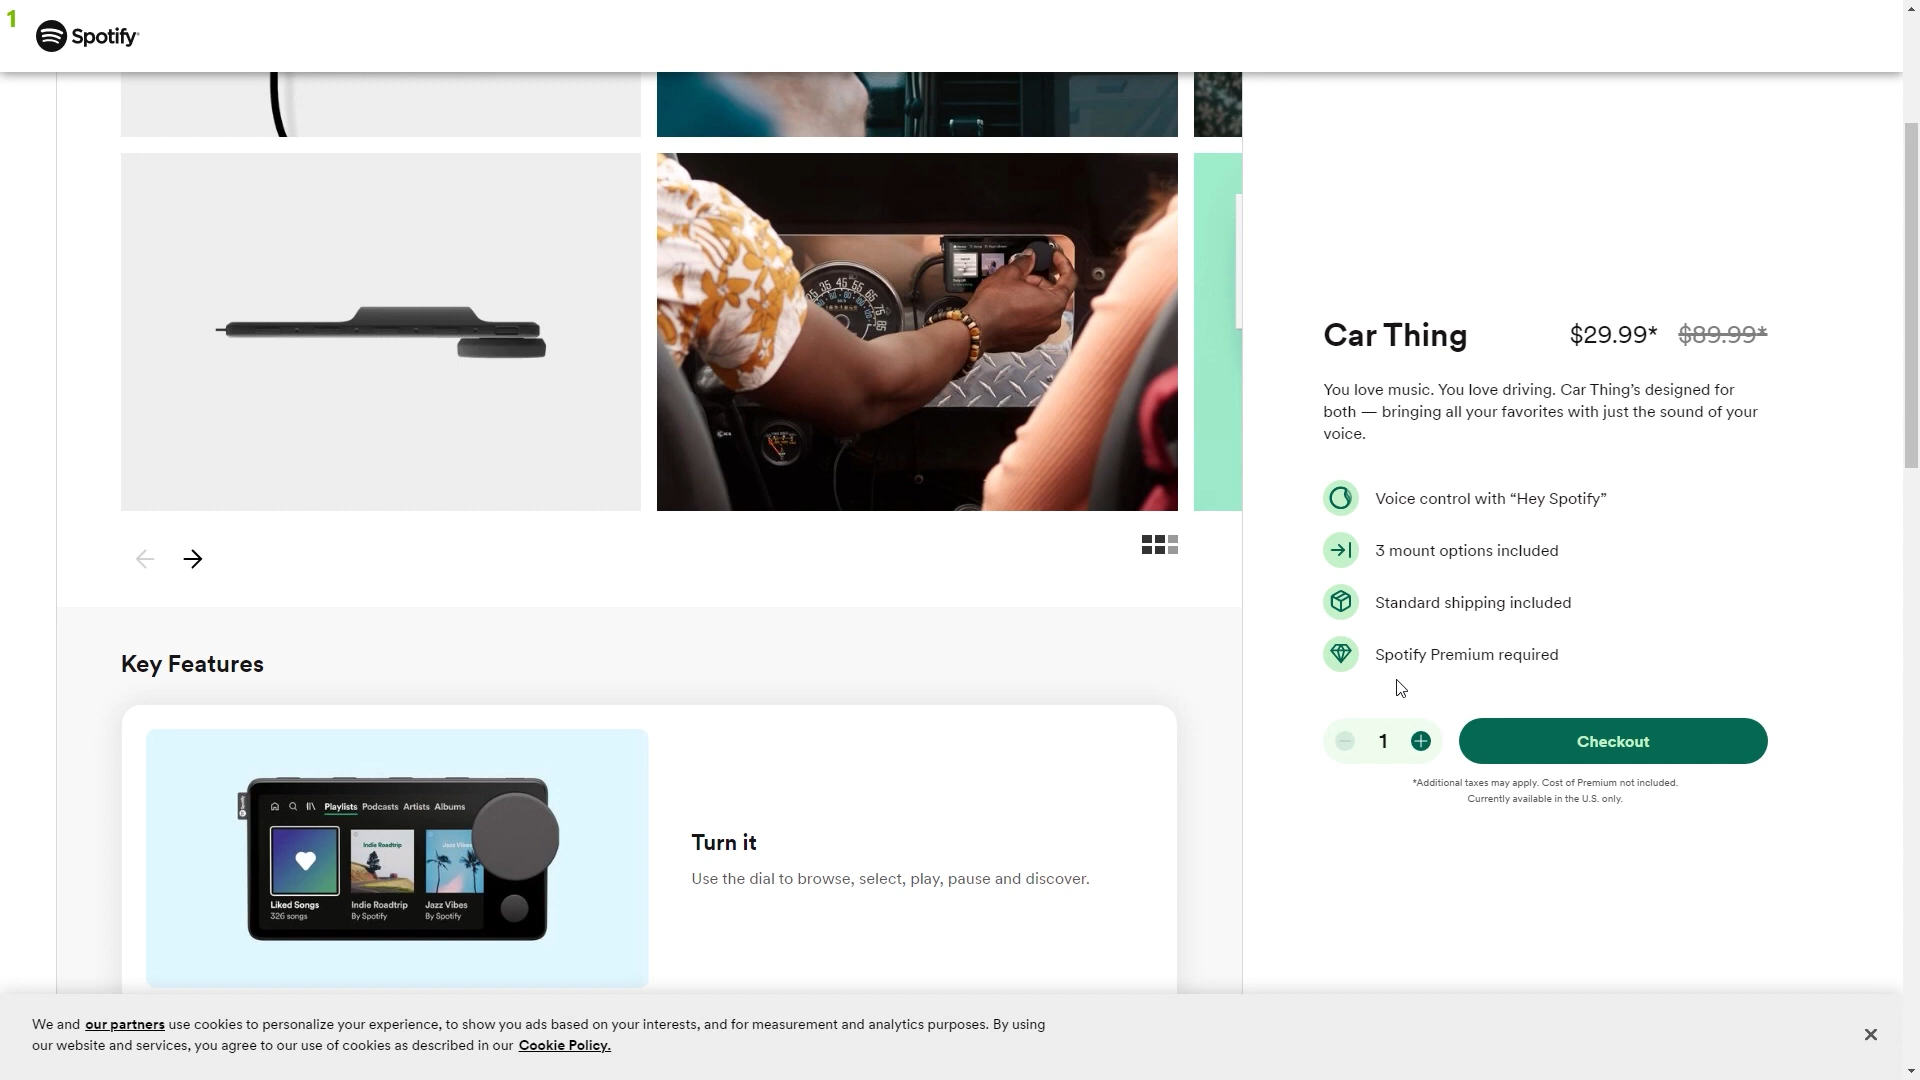 1
Spotify
Car Thing
$29.99* $89.99*
You love music. You love driving. Car Thing’s designed for
both — bringing all your favorites with just the sound of your
voice.
Voice control with “Hey Spotify”
3 mount options included
Standard shipping included
Spotify Premium required
1
Checkout
*Additional taxes may apply. Cost of Premium not included.
Currently available in the U.S. only.
Key Features
Playlists Podcasts Artists Albums
Indie Roadtrip
Jazz Vibes
Liked Songs Indie Roadtrip Jazz Vibes
326 songs By Spotify By Spotify
Turn it
Use the dial to browse, select, play, pause and discover.
We and our partners use cookies to personalize your experience, to show you ads based on your interests, and for measurement and analytics purposes. By using
our website and services, you agree to our use of cookies as described in our Cookie Policy.